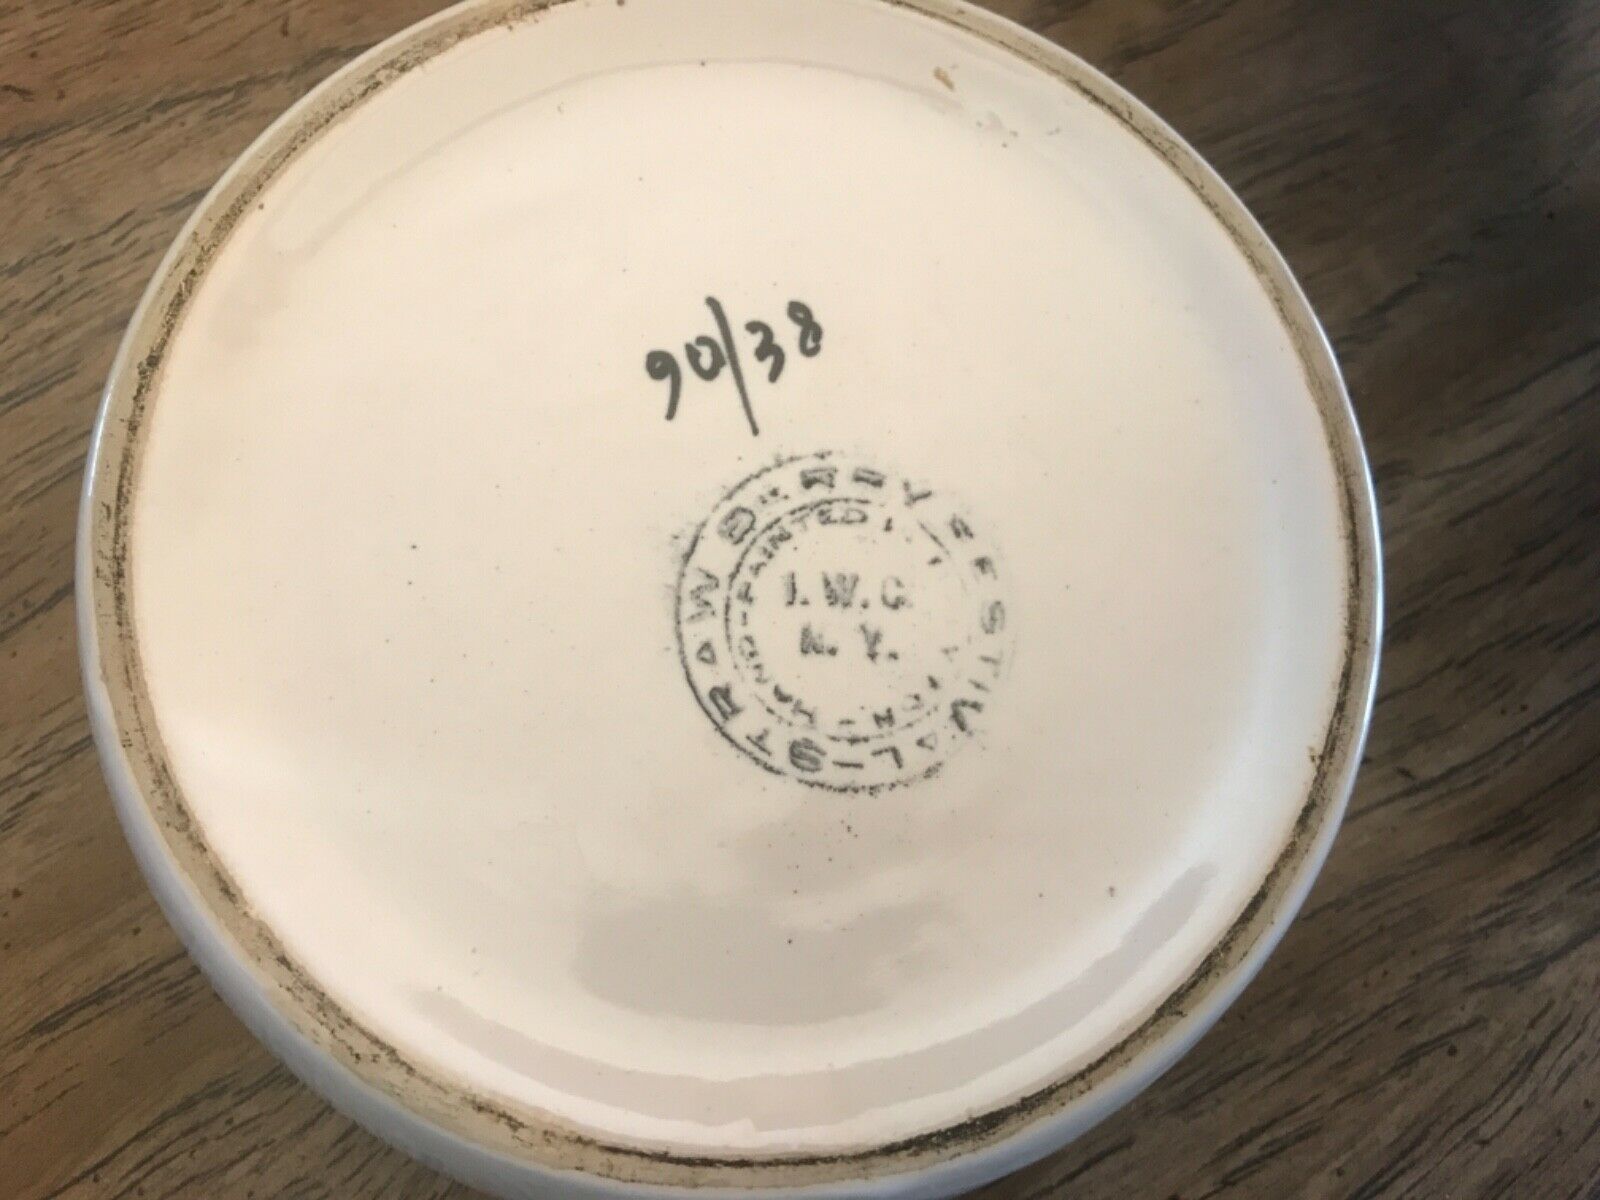 90/38
STRAWBERRY FESTIVAL-
HAND-PAINTED
I.W.C.
N.Y.